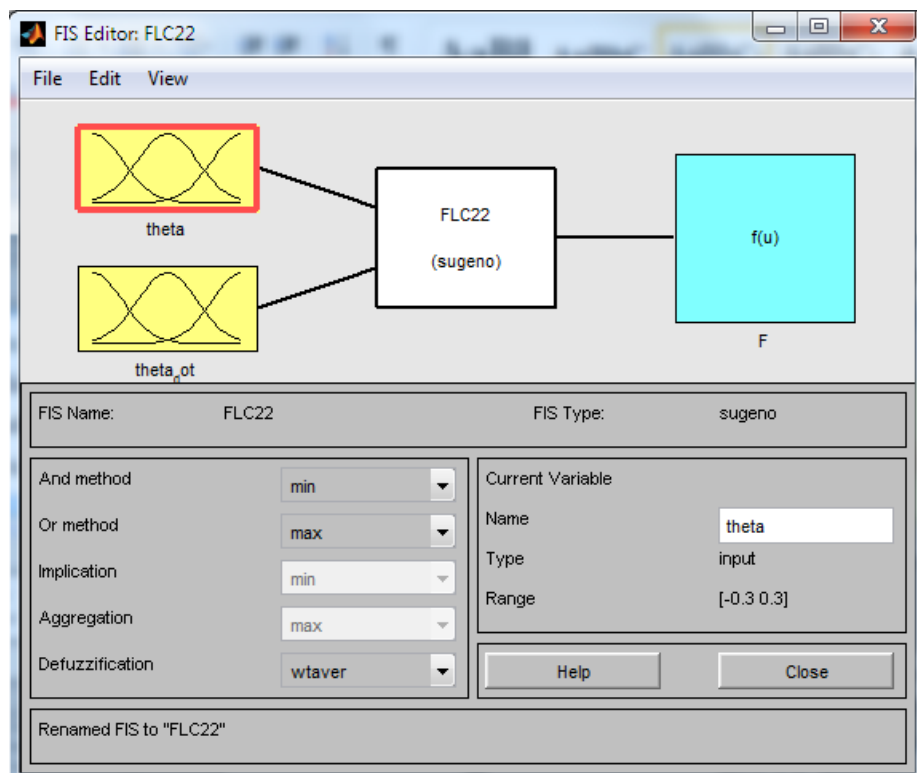 FIS Editor: FLC22
File Edit View
theta
theta_dot
FLC22
(sugeno)
f(u)
F
FIS Name: FLC22 FIS Type: sugeno
And method min
Or method max
Implication min
Aggregation max
Defuzzification wtaver
Current Variable
Name theta
Type input
Range [-0.3 0.3]
Help Close
Renamed FIS to "FLC22"